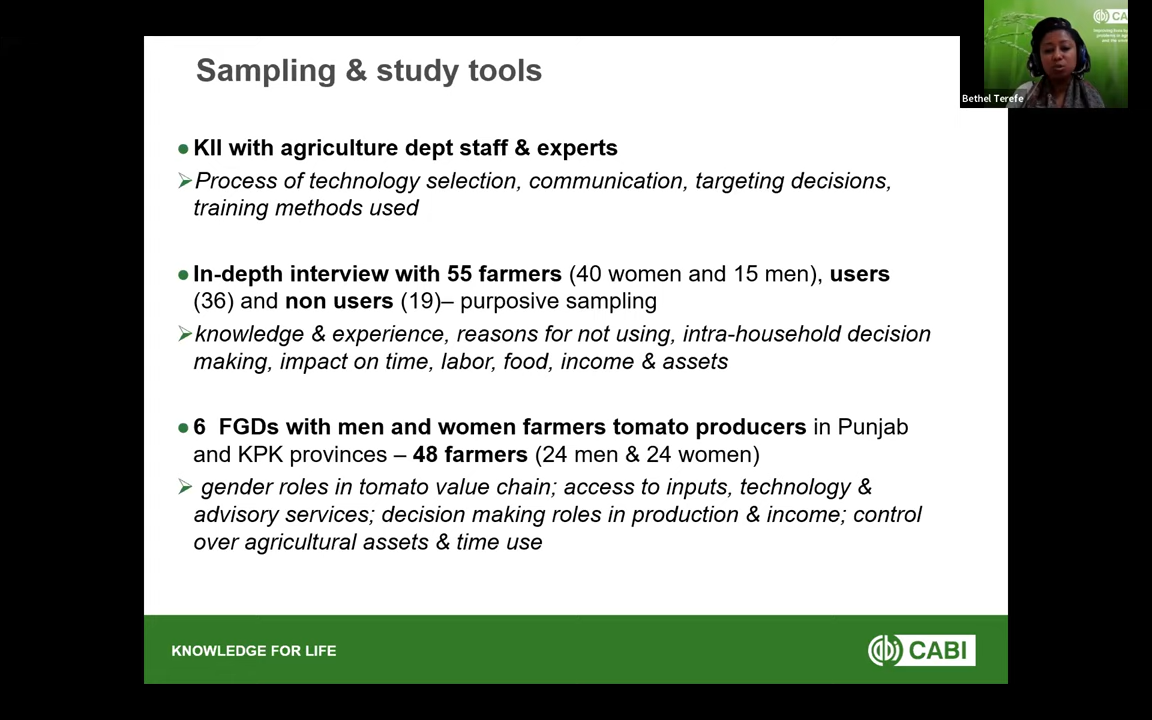 Sampling & study tools
CABI
Bethel Terefe
●KII with agriculture dept staff & experts
➢Process of technology selection, communication, targeting decisions,
training methods used
●In-depth interview with 55 farmers (40 women and 15 men), users
(36) and non users (19)– purposive sampling
➢knowledge & experience, reasons for not using, intra-household decision
making, impact on time, labor, food, income & assets
●6  FGDs with men and women farmers tomato producers in Punjab
and KPK provinces – 48 farmers (24 men & 24 women)
➢ gender roles in tomato value chain; access to inputs, technology &
advisory services; decision making roles in production & income; control
over agricultural assets & time use
KNOWLEDGE FOR LIFE
cabi CABI